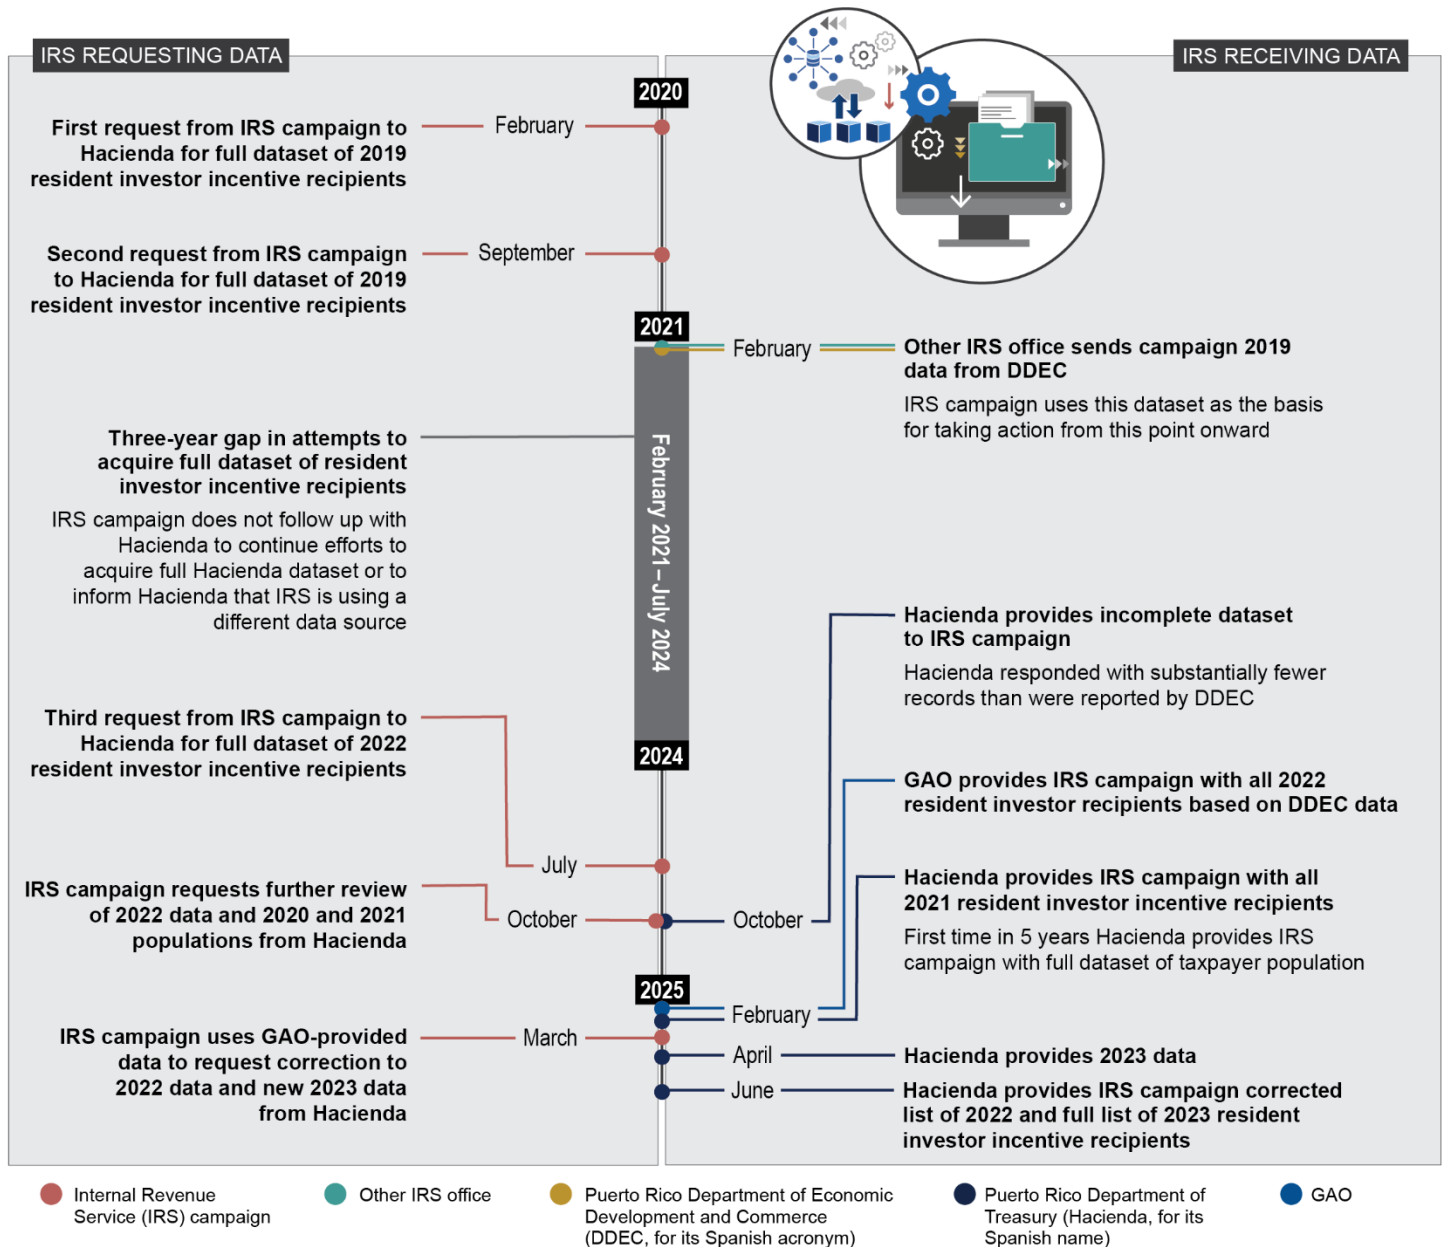 IRS REQUESTING DATA
IRS RECEIVING DATA
2020
First request from IRS campaign to
Hacienda for full dataset of 2019
resident investor incentive recipients
February
Second request from IRS campaign
to Hacienda for full dataset of 2019
resident investor incentive recipients
September
2021
February
Other IRS office sends campaign 2019
data from DDEC
IRS campaign uses this dataset as the basis
for taking action from this point onward
Three-year gap in attempts to
acquire full dataset of resident
investor incentive recipients
IRS campaign does not follow up with
Hacienda to continue efforts to
acquire full Hacienda dataset or to
inform Hacienda that IRS is using a
different data source
February 2021–July 2024
Hacienda provides incomplete dataset
to IRS campaign
Hacienda responded with substantially fewer
records than were reported by DDEC
Third request from IRS campaign to
Hacienda for full dataset of 2022
resident investor incentive recipients
2024
GAO provides IRS campaign with all 2022
resident investor recipients based on DDEC data
July
IRS campaign requests further review
of 2022 data and 2020 and 2021
populations from Hacienda
October
October
Hacienda provides IRS campaign with all
2021 resident investor incentive recipients
First time in 5 years Hacienda provides IRS
campaign with full dataset of taxpayer population
2025
February
IRS campaign uses GAO-provided
data to request correction to
2022 data and new 2023 data
from Hacienda
March
April
Hacienda provides 2023 data
June
Hacienda provides IRS campaign corrected
list of 2022 and full list of 2023 resident
investor incentive recipients
Internal Revenue
Service (IRS) campaign
Other IRS office
Puerto Rico Department of Economic
Development and Commerce
(DDEC, for its Spanish acronym)
Puerto Rico Department of
Treasury (Hacienda, for its
Spanish name)
GAO